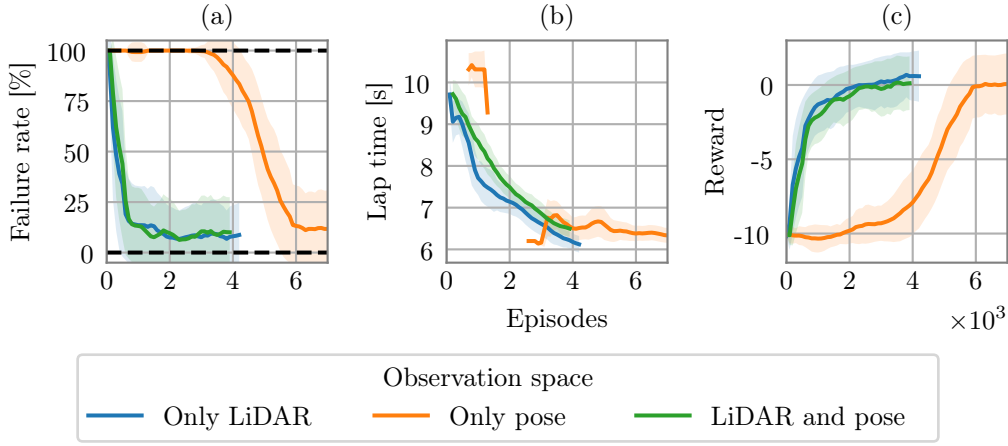 (a)
(b)
(c)
Failure rate [%]
100
75
50
25
0
0
2
4
6
Lap time [s]
10
9
8
7
6
0
2
4
6
Episodes
Reward
0
-5
-10
0
2
4
6
×10³
Observation space
Only LiDAR
Only pose
LiDAR and pose